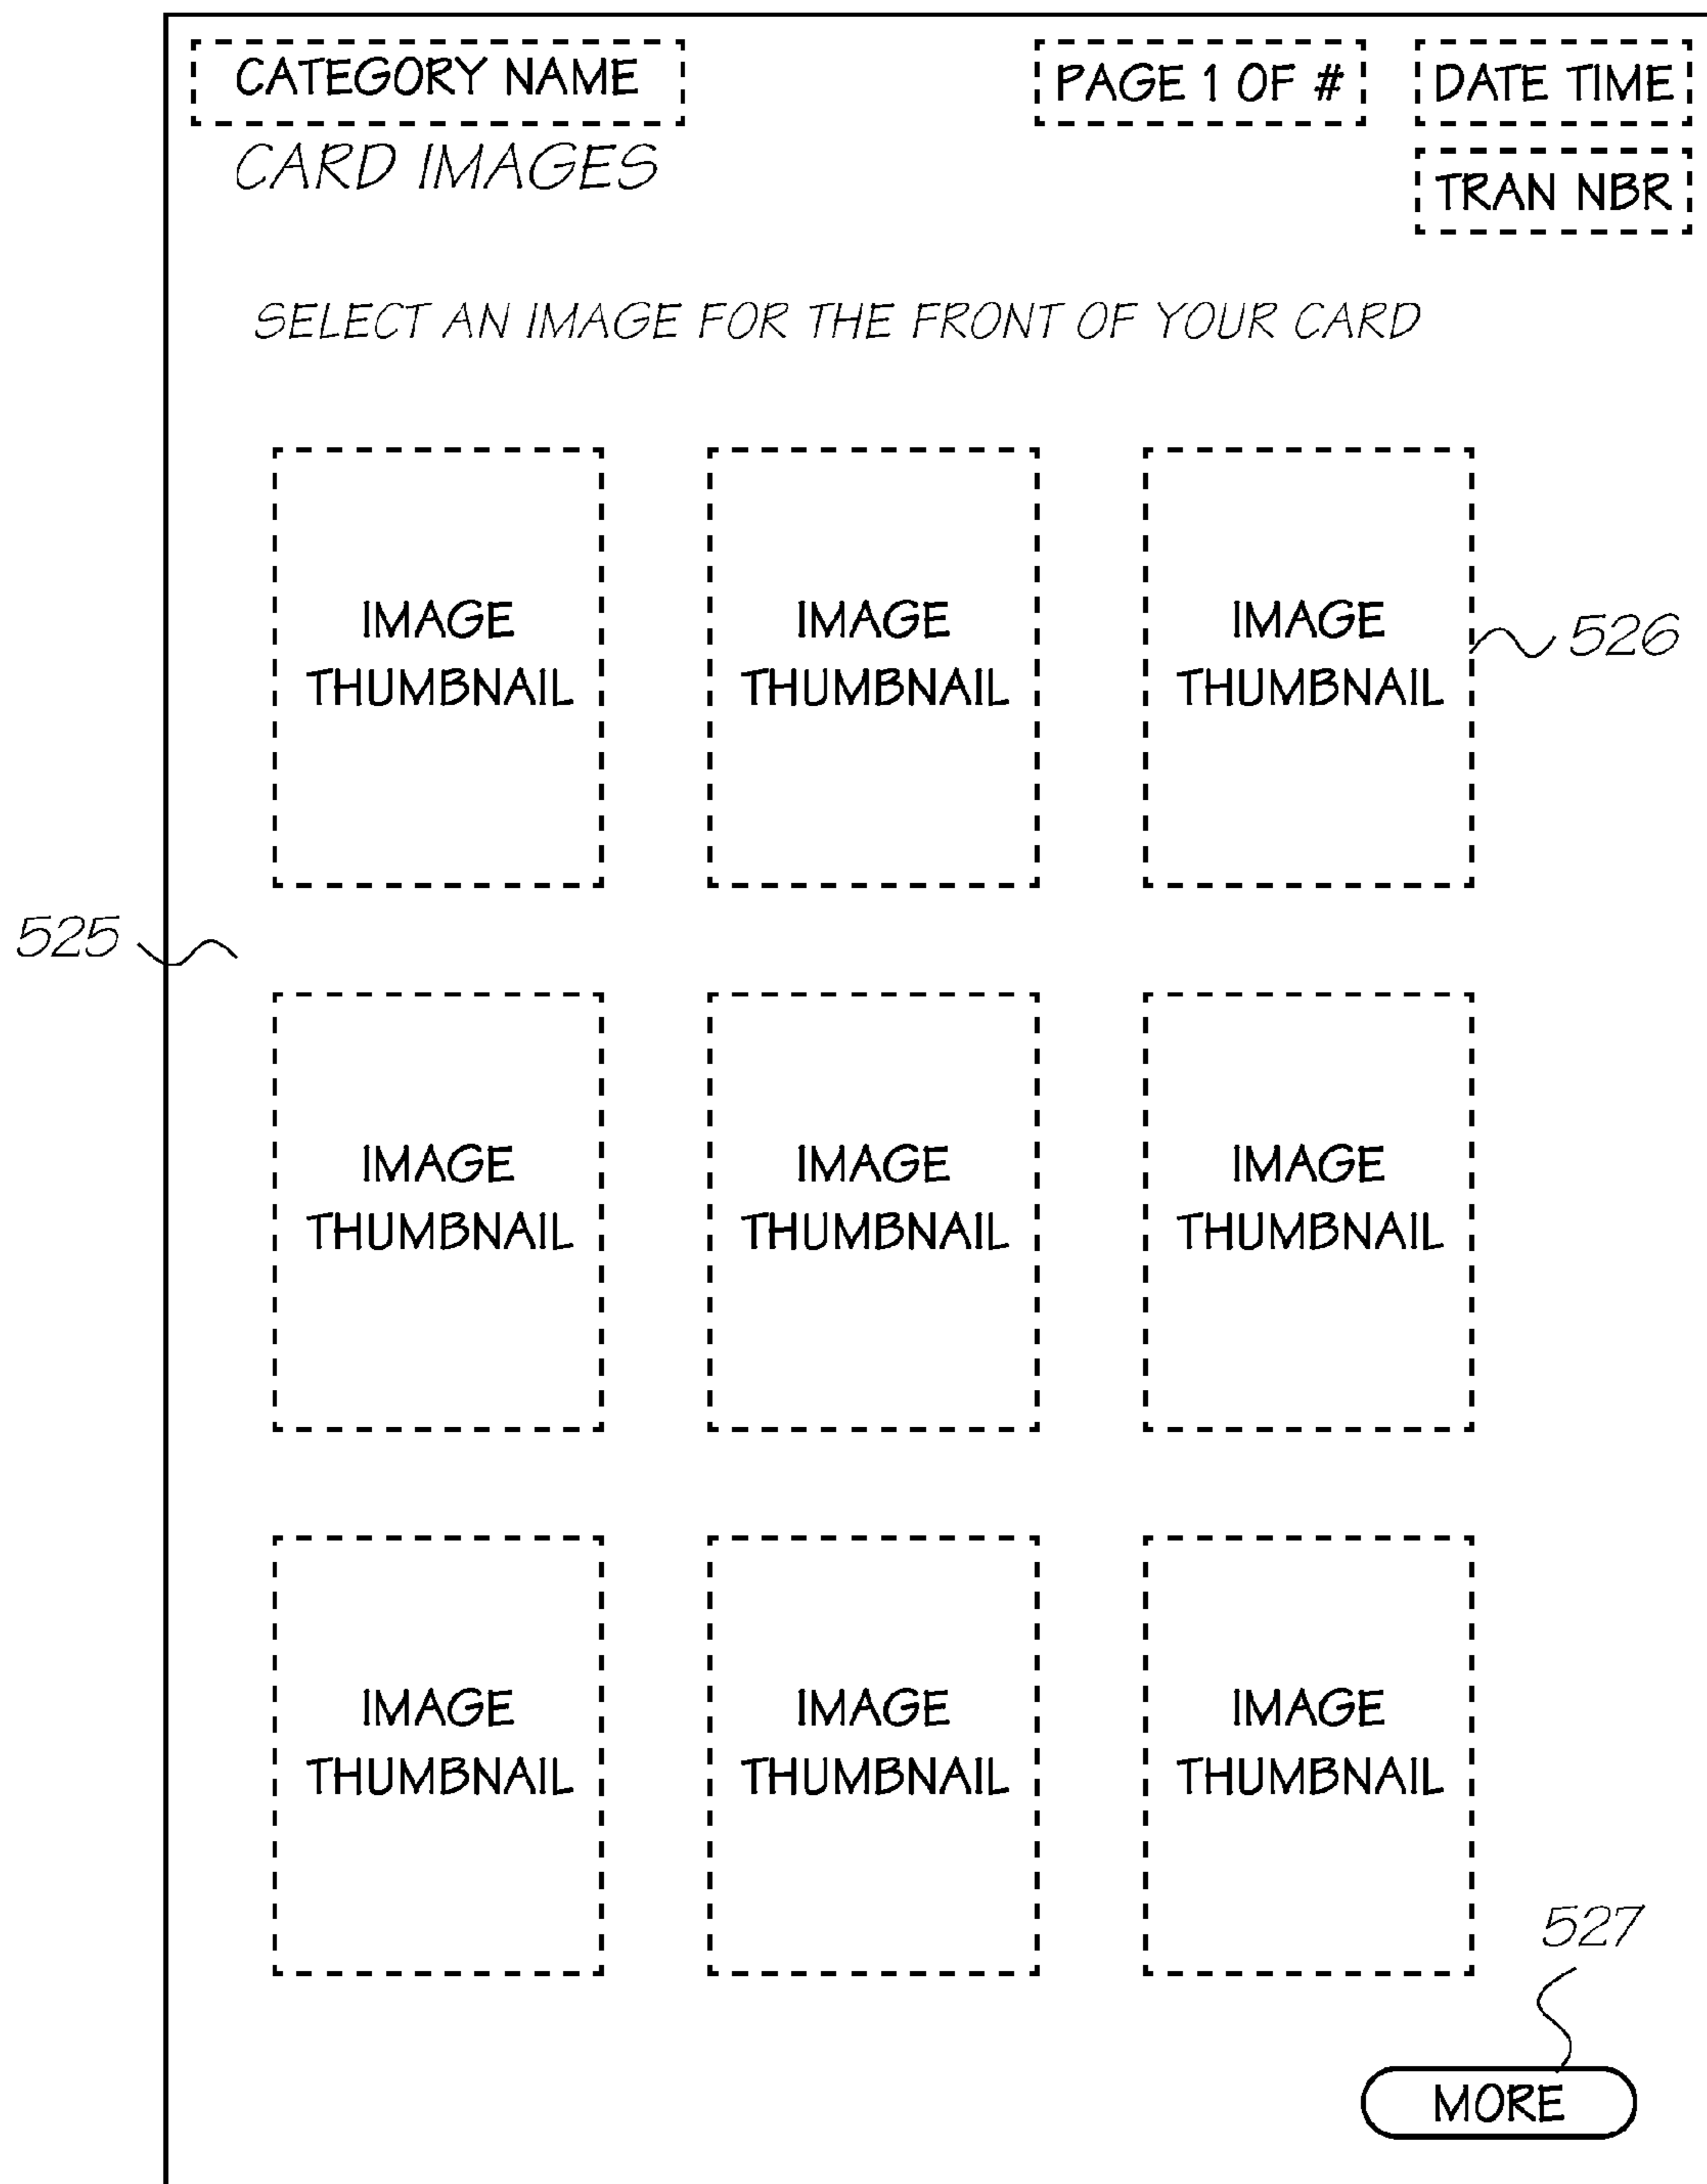 CATEGORY NAME PAGE 1 OF # DATE TIME
CARD IMAGES TRAN NBR
SELECT AN IMAGE FOR THE FRONT OF YOUR CARD
IMAGE IMAGE IMAGE
THUMBNAIL THUMBNAIL THUMBNAIL
526
525
IMAGE IMAGE IMAGE
THUMBNAIL THUMBNAIL THUMBNAIL
IMAGE IMAGE IMAGE
THUMBNAIL THUMBNAIL THUMBNAIL
527
MORE